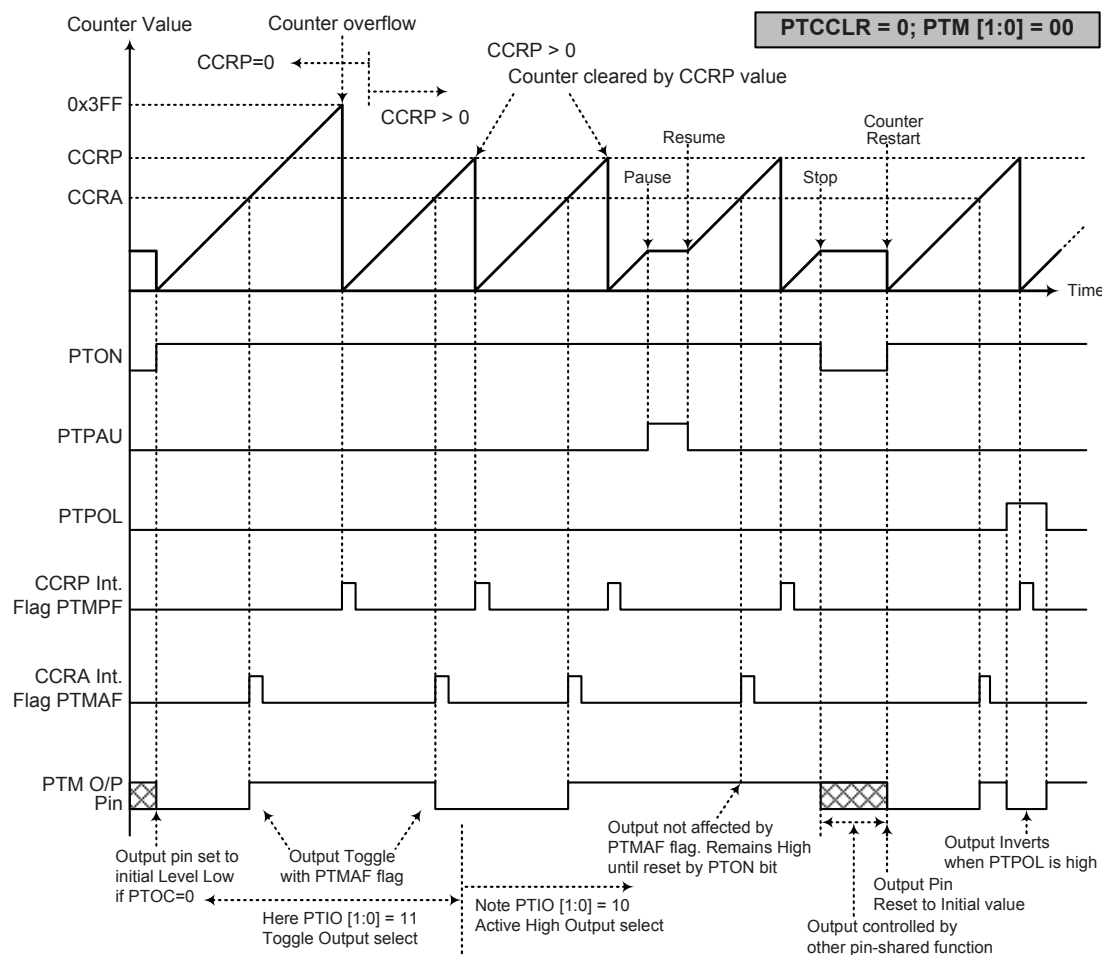 Counter Value
Counter overflow
PTCCLR = 0; PTM [1:0] = 00
CCRP=0
CCRP > 0
CCRP > 0
Counter cleared by CCRP value
0x3FF
CCRP
CCRA
Pause
Resume
Stop
Counter
Restart
Time
PTON
PTPAU
PTPOL
CCRP Int.
Flag PTMPF
CCRA Int.
Flag PTMAF
PTM O/P
Pin
Output pin set to
initial Level Low
if PTOC=0
Output Toggle
with PTMAF flag
Here PTIO [1:0] = 11
Toggle Output select
Note PTIO [1:0] = 10
Active High Output select
Output not affected by
PTMAF flag. Remains High
until reset by PTON bit
Output controlled by
other pin-shared function
Output Pin
Reset to Initial value
Output Inverts
when PTPOL is high